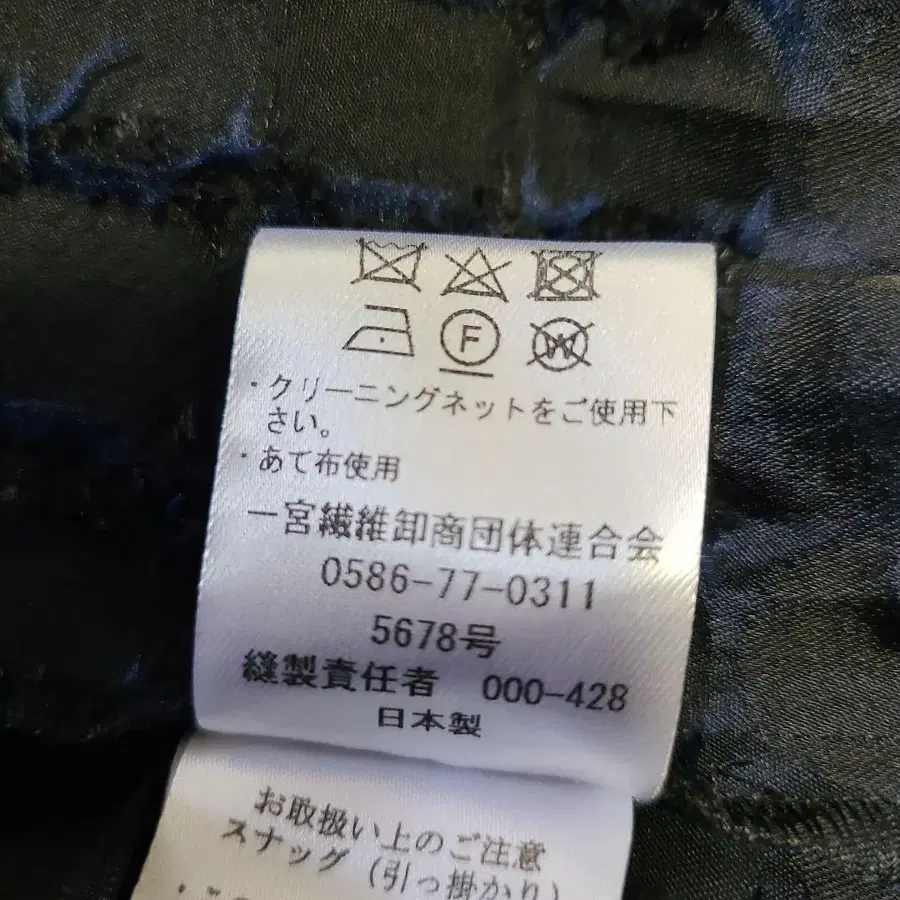 F
W
・クリーニングネットをご使用下
さい。
・あて布使用
一宮繊維卸商団体連合会
0586-77-0311
5678号
縫製責任者 000-428
日本製
お取扱い上のご注意
スナッグ(引っ掛かり)